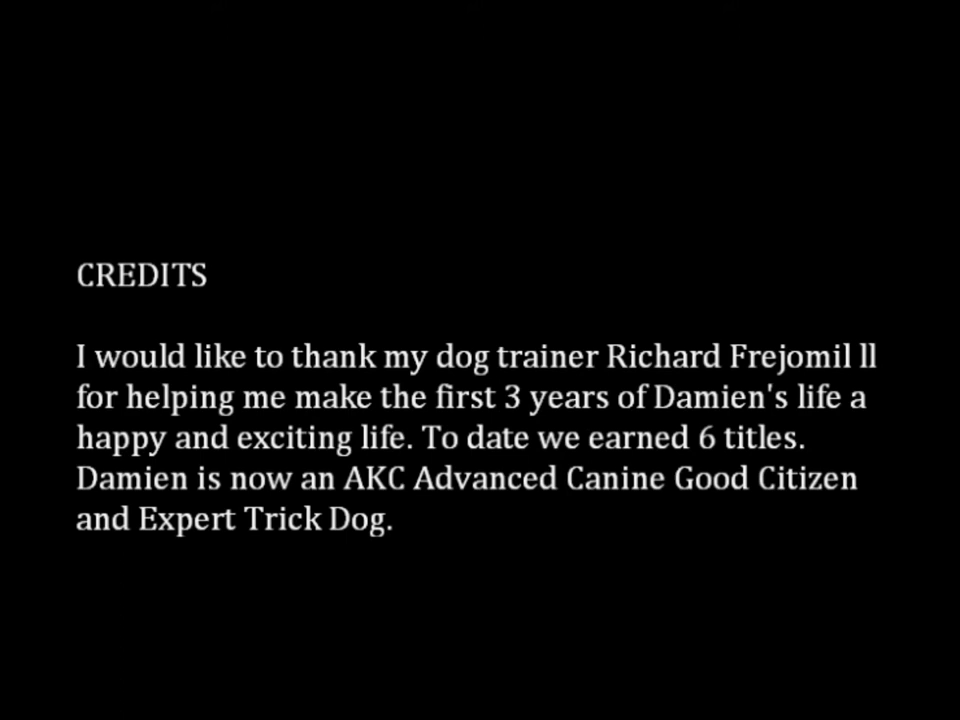 CREDITS
I would like to thank my dog trainer Richard Frejomil ll
for helping me make the first 3 years of Damien's life a
happy and exciting life. To date we earned 6 titles.
Damien is now an AKC Advanced Canine Good Citizen
and Expert Trick Dog.